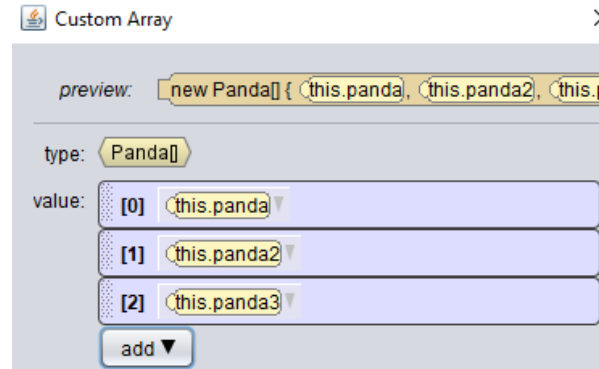 Custom Array
preview: new Panda[] { this.panda, this.panda2, this.
type: Panda[]
value: [0] this.panda
[1] this.panda2
[2] this.panda3
add